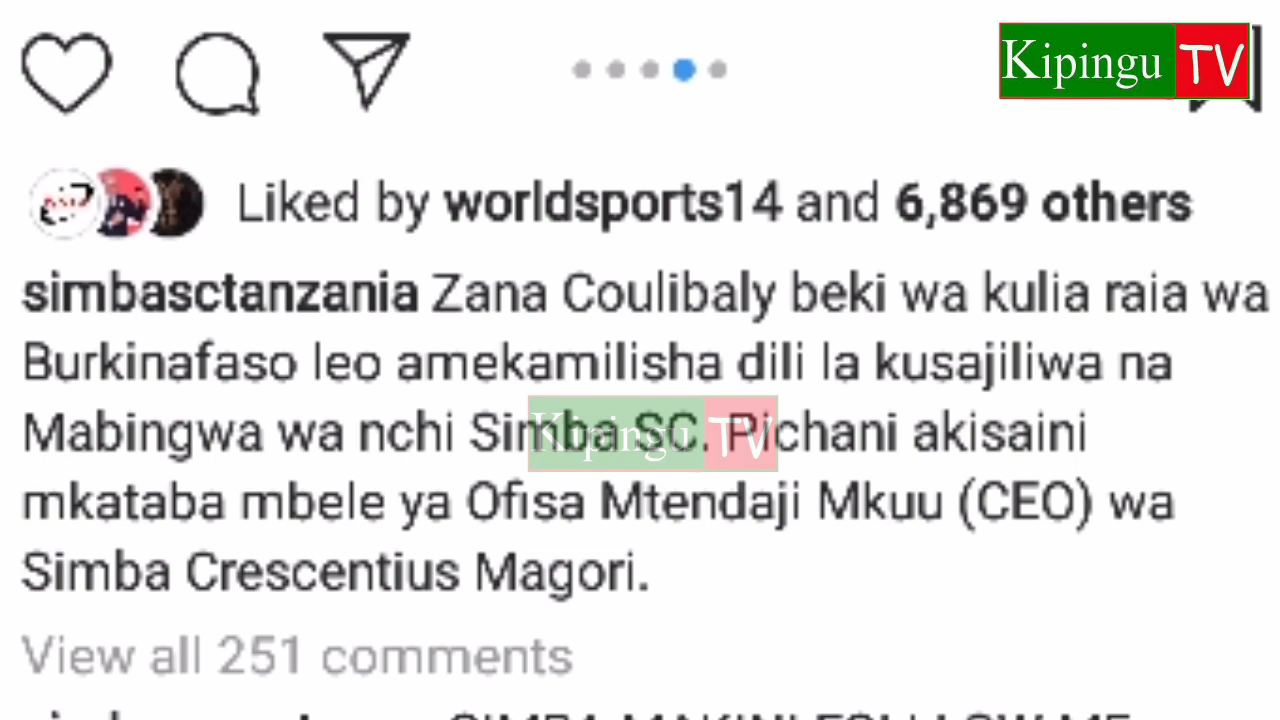 Kipingu TV
Liked by worldsports14 and 6,869 others
simbasctanzania Zana Coulibaly beki wa kulia raia wa
Burkinafaso leo amekamilisha dili la kusajiliwa na
Mabingwa wa nchi Simba SC. Pichani akisaini
Kipingu TV
mkataba mbele ya Ofisa Mtendaji Mkuu (CEO) wa
Simba Crescentius Magori.
View all 251 comments